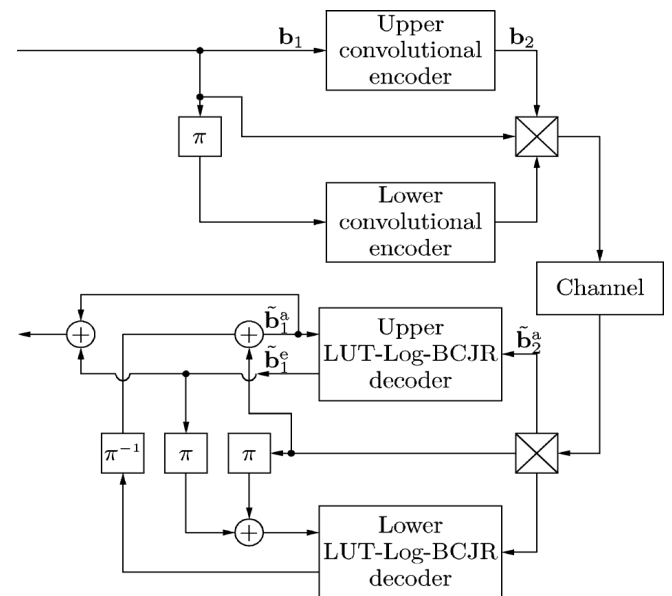 b₁
Upper
convolutional
encoder
b₂
π
Lower
convolutional
encoder
Channel
b̃₁ᵃ
Upper
LUT-Log-BCJR
decoder
b̃₂ᵃ
b̃₁ᵉ
π⁻¹
π
π
Lower
LUT-Log-BCJR
decoder